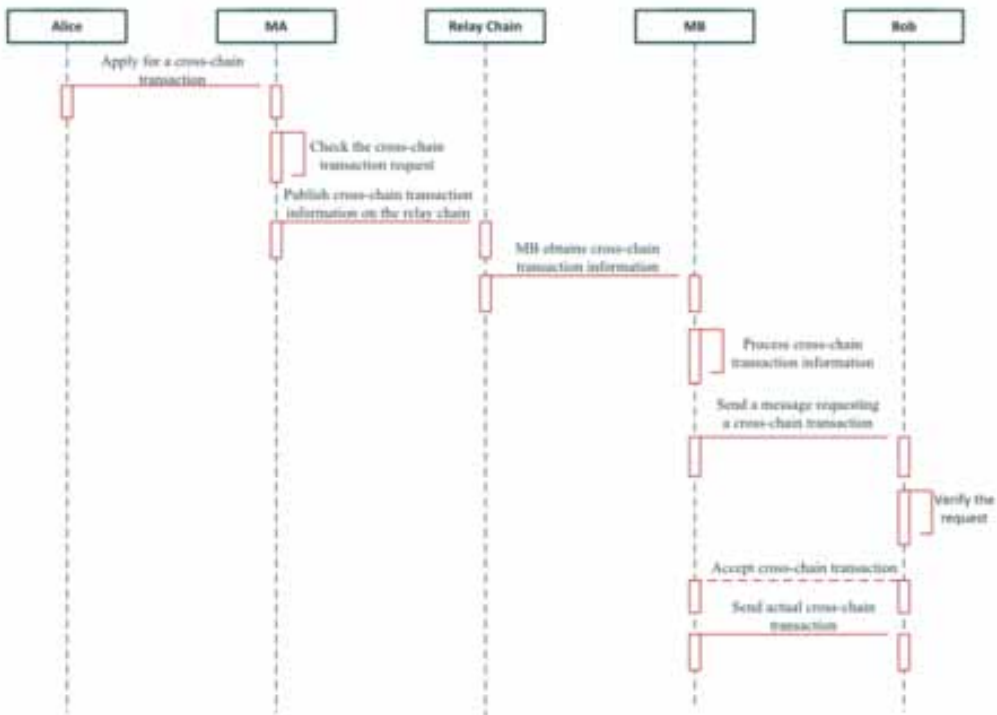 Alice
MA
Relay Chain
MB
Bob
Apply for a cross-chain
transaction
Check the cross-chain
transaction request
Publish cross-chain transaction
information on the relay chain
MB obtains cross-chain
transaction information
Process cross-chain
transaction information
Send a message requesting
a cross-chain transaction
Verify the
request
Accept cross-chain transaction
Send actual cross-chain
transaction